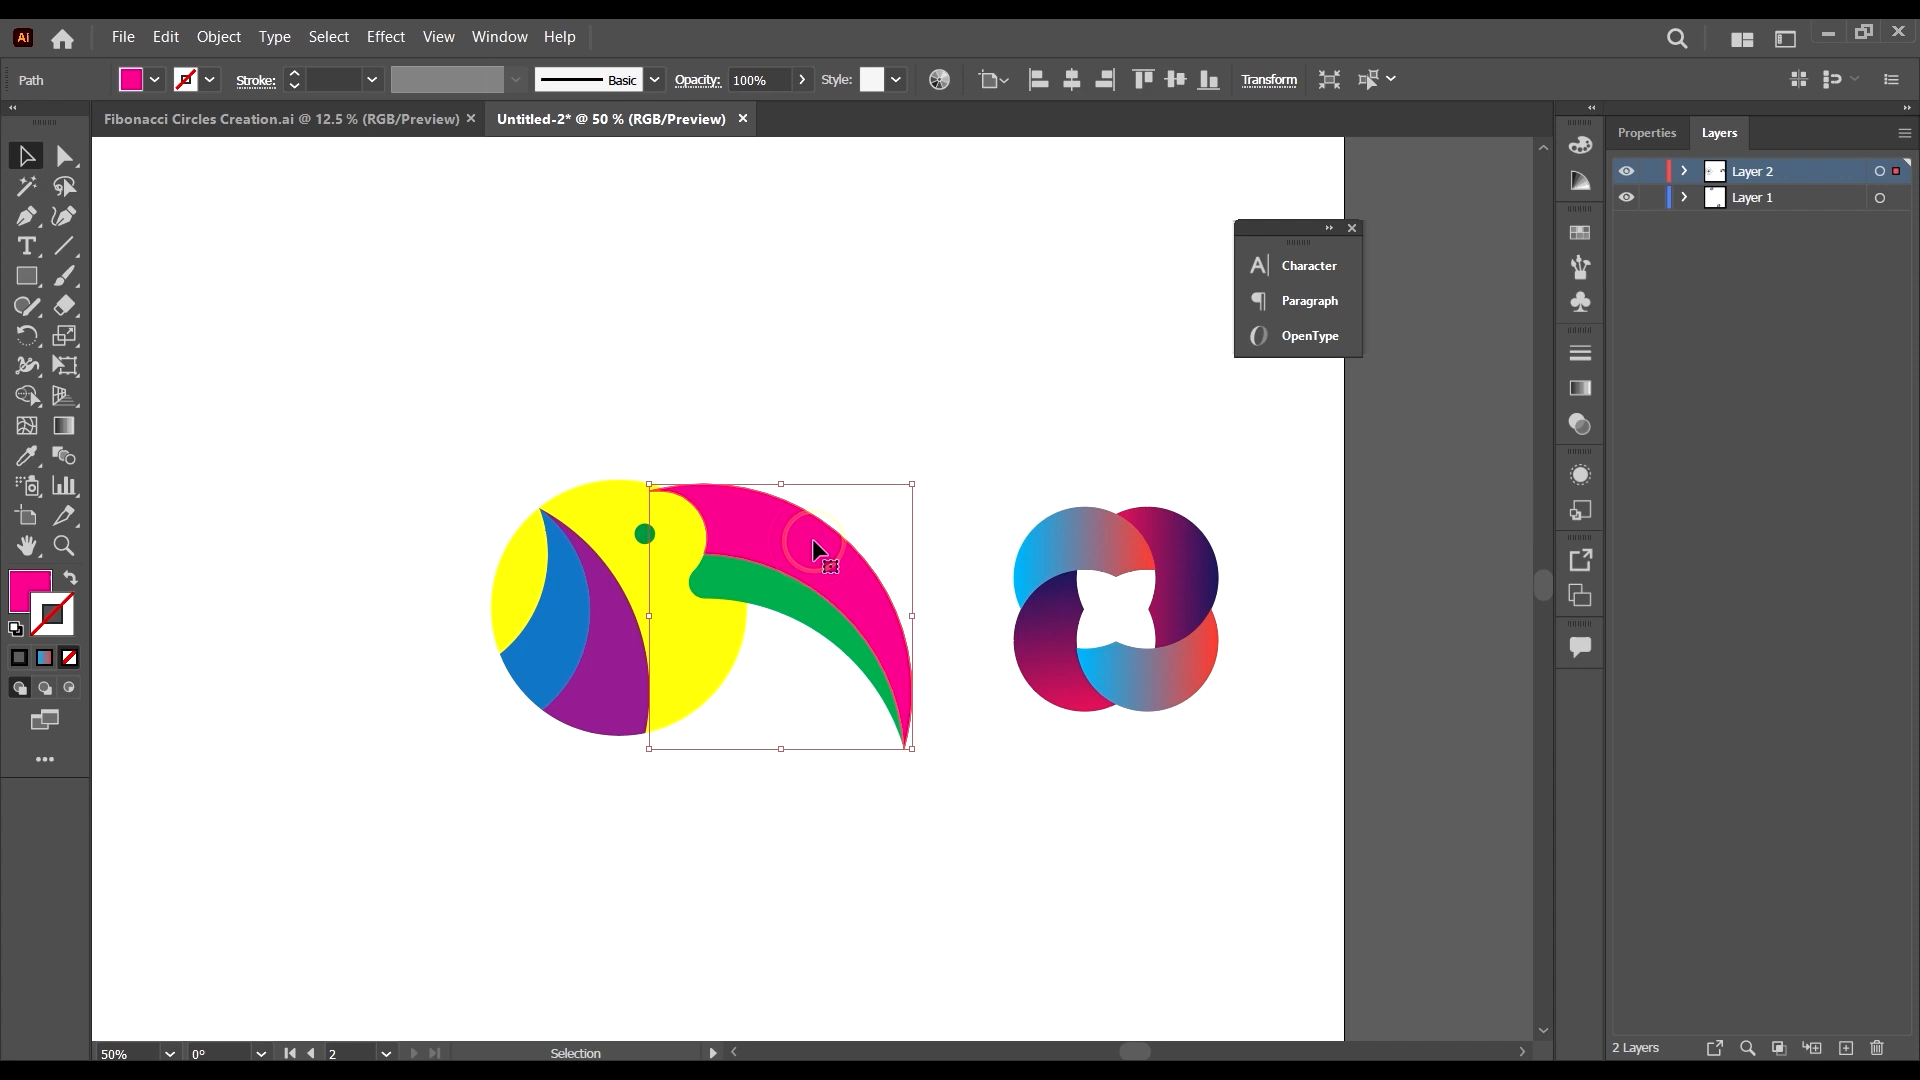 Ai File Edit Object Type Select Effect View Window Help
Path Stroke: Basic Opacity: 100% Style: Transform
Fibonacci Circles Creation.ai @ 12.5 % (RGB/Preview) Untitled-2* @ 50 % (RGB/Preview)
Properties Layers
Layer 2
Layer 1
Character
Paragraph
OpenType
50% 0° 2 Selection
2 Layers